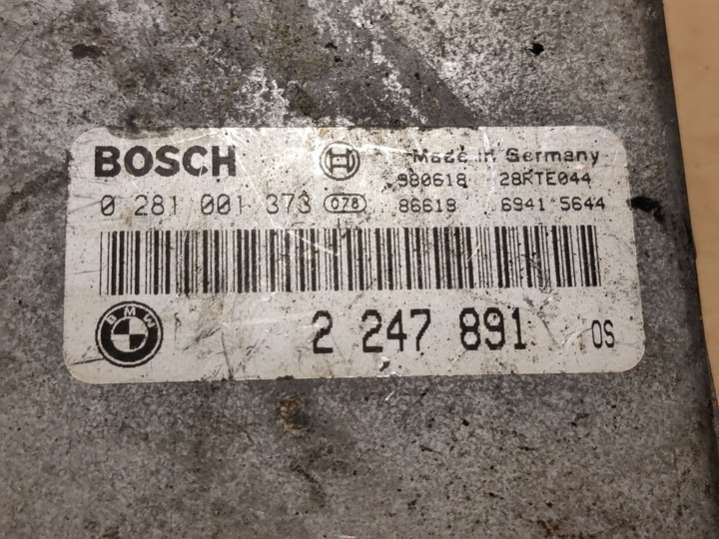 BOSCH Made in Germany
980618 28RTE044
0 281 001 373 078 86618 6941 5644
BMW 2 247 891 OS